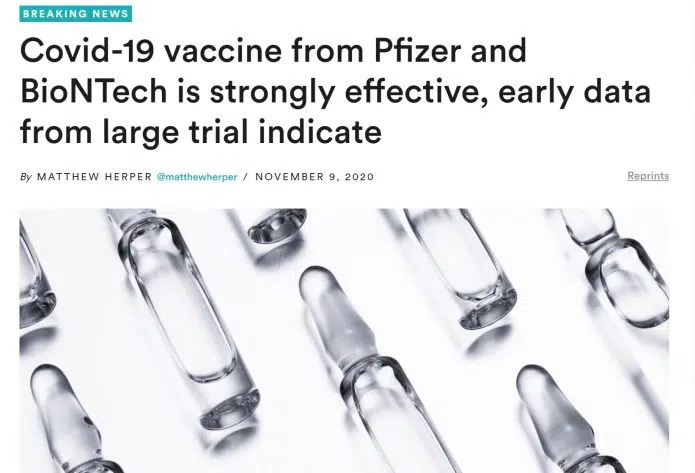 BREAKING NEWS
Covid-19 vaccine from Pfizer and
BioNTech is strongly effective, early data
from large trial indicate
By MATTHEW HERPER @matthewherper / NOVEMBER 9, 2020
Reprints